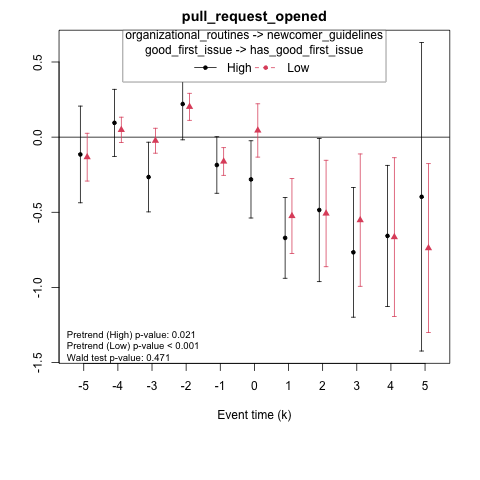 pull_request_opened
organizational_routines -> newcomer_guidelines
good_first_issue -> has_good_first_issue
High Low
0.5
0.0
-0.5
-1.0
-1.5
Pretrend (High) p-value: 0.021
Pretrend (Low) p-value < 0.001
Wald test p-value: 0.471
-5 -4 -3 -2 -1 0 1 2 3 4 5
Event time (k)